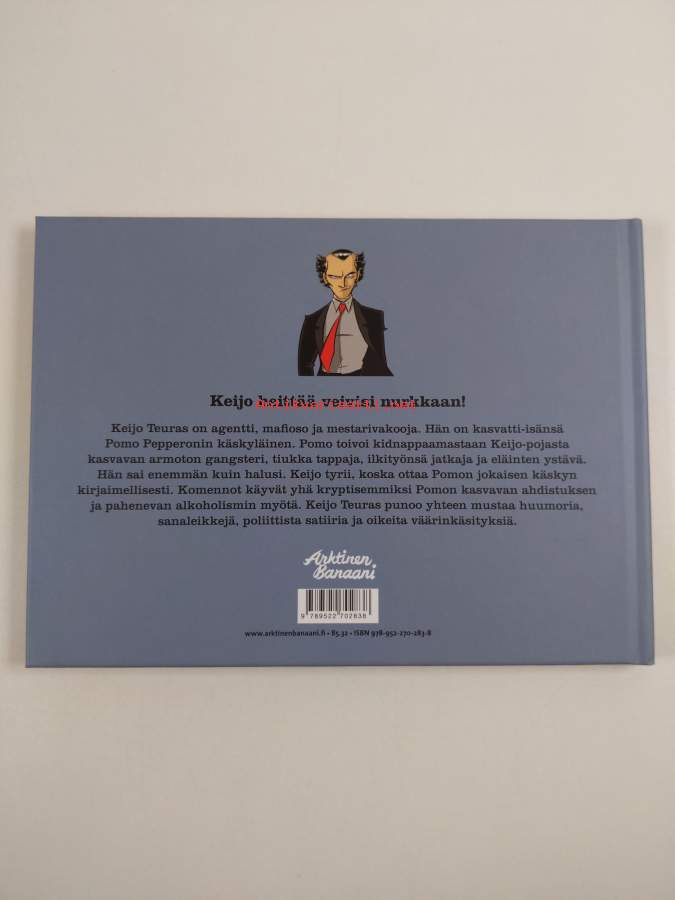 Keijo heittää veivisi nurkkaan!
Keijo Teuras on agentti, mafioso ja mestarivakooja. Hän on kasvatti-isänsä
Pomo Pepperonin käskyläinen. Pomo toivoi kidnappaamastaan Keijo-pojasta
kasvavan armoton gangsteri, tiukka tappaja, ilkityönsä jatkaja ja eläinten ystävä.
Hän sai enemmän kuin halusi. Keijo tyrii, koska ottaa Pomon jokaisen käskyn
kirjaimellisesti. Komennot käyvät yhä kryptisemmiksi Pomon kasvavan ahdistuksen
ja pahenevan alkoholismin myötä. Keijo Teuras punoo yhteen mustaa huumoria,
sanaleikkejä, poliittista satiiria ja oikeita väärinkäsityksiä.
Arktinen
Banaani
9 789522 702838
www.arktinenbanaani.fi • 85.32 • ISBN 978-952-270-283-8